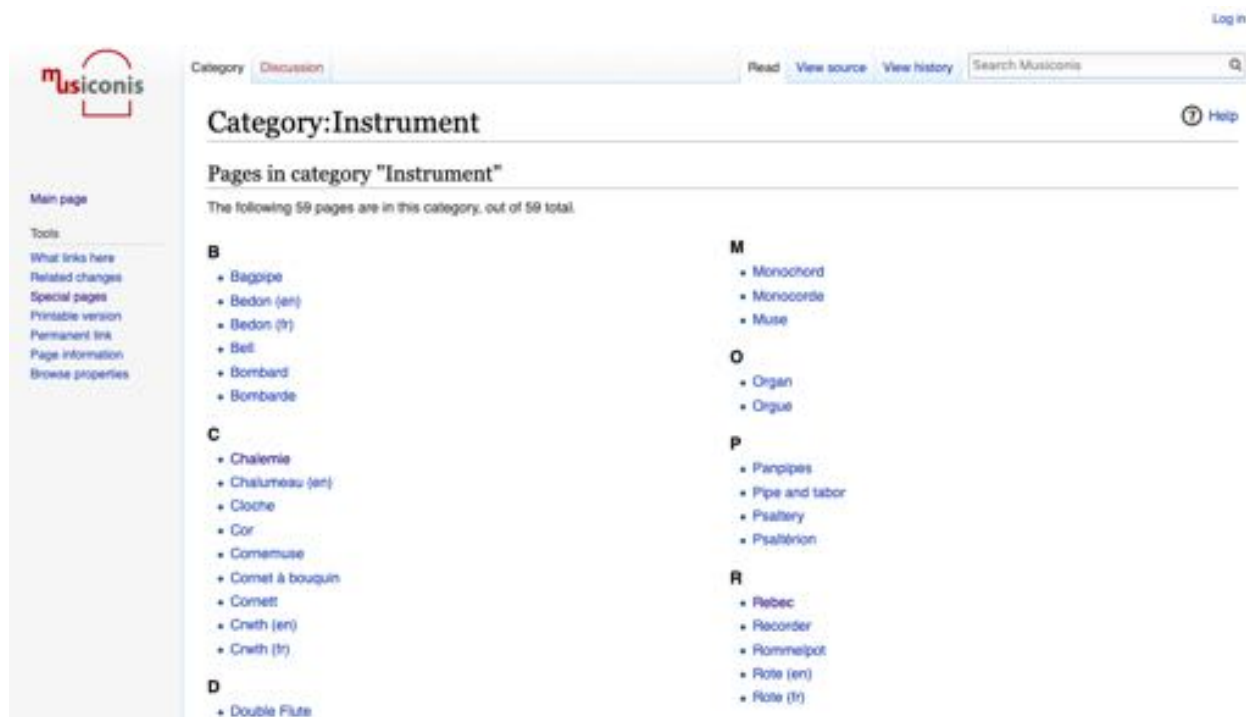 Log in
musiconis
Category Discussion
Read View source View history Search Musiconis
Category:Instrument
Help
Pages in category "Instrument"
The following 59 pages are in this category, out of 59 total.
Main page
Tools
What links here
Related changes
Special pages
Printable version
Permanent link
Page information
Browse properties
B
Bagpipe
Bedon (en)
Bedon (fr)
Bell
Bombard
Bombarde
C
Chalemie
Chalumeau (en)
Cloche
Cor
Cornemuse
Cornet à bouquin
Cornett
Crwth (en)
Crwth (fr)
D
Double Flute
M
Monochord
Monocorde
Muse
O
Organ
Orgue
P
Panpipes
Pipe and tabor
Psaltery
Psaltérion
R
Rebec
Recorder
Rommelpot
Rote (en)
Rote (fr)